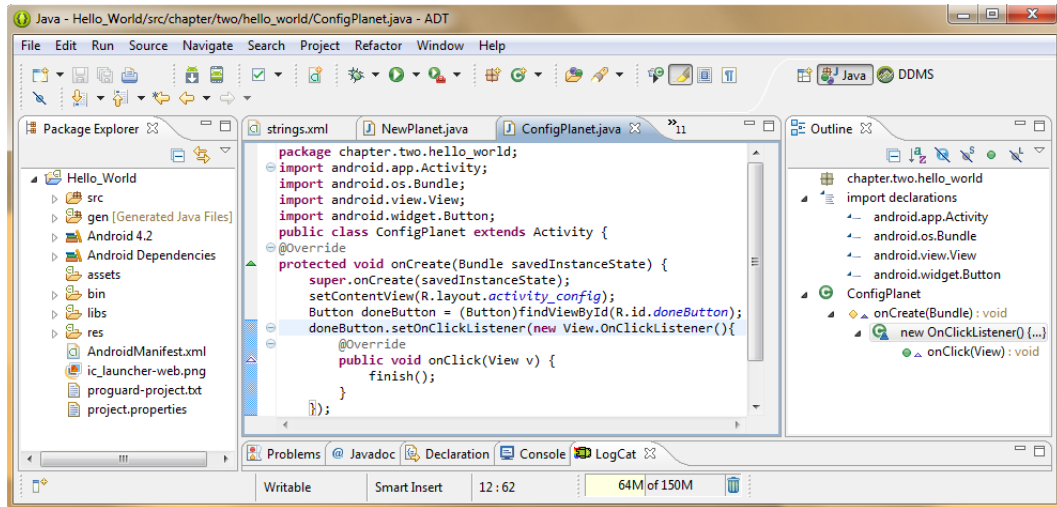 Java - Hello_World/src/chapter/two/hello_world/ConfigPlanet.java - ADT
File Edit Run Source Navigate Search Project Refactor Window Help
Java DDMS
Package Explorer
Hello_World
src
gen [Generated Java Files]
Android 4.2
Android Dependencies
assets
bin
libs
res
AndroidManifest.xml
ic_launcher-web.png
proguard-project.txt
project.properties
strings.xml NewPlanet.java ConfigPlanet.java »11
package chapter.two.hello_world;
import android.app.Activity;
import android.os.Bundle;
import android.view.View;
import android.widget.Button;
public class ConfigPlanet extends Activity {
@Override
protected void onCreate(Bundle savedInstanceState) {
super.onCreate(savedInstanceState);
setContentView(R.layout.activity_config);
Button doneButton = (Button)findViewById(R.id.doneButton);
doneButton.setOnClickListener(new View.OnClickListener(){
@Override
public void onClick(View v) {
finish();
}
});
Outline
chapter.two.hello_world
import declarations
android.app.Activity
android.os.Bundle
android.view.View
android.widget.Button
ConfigPlanet
onCreate(Bundle) : void
new OnClickListener() {...}
onClick(View) : void
Problems @ Javadoc Declaration Console LogCat
Writable Smart Insert 12 : 62 64M of 150M